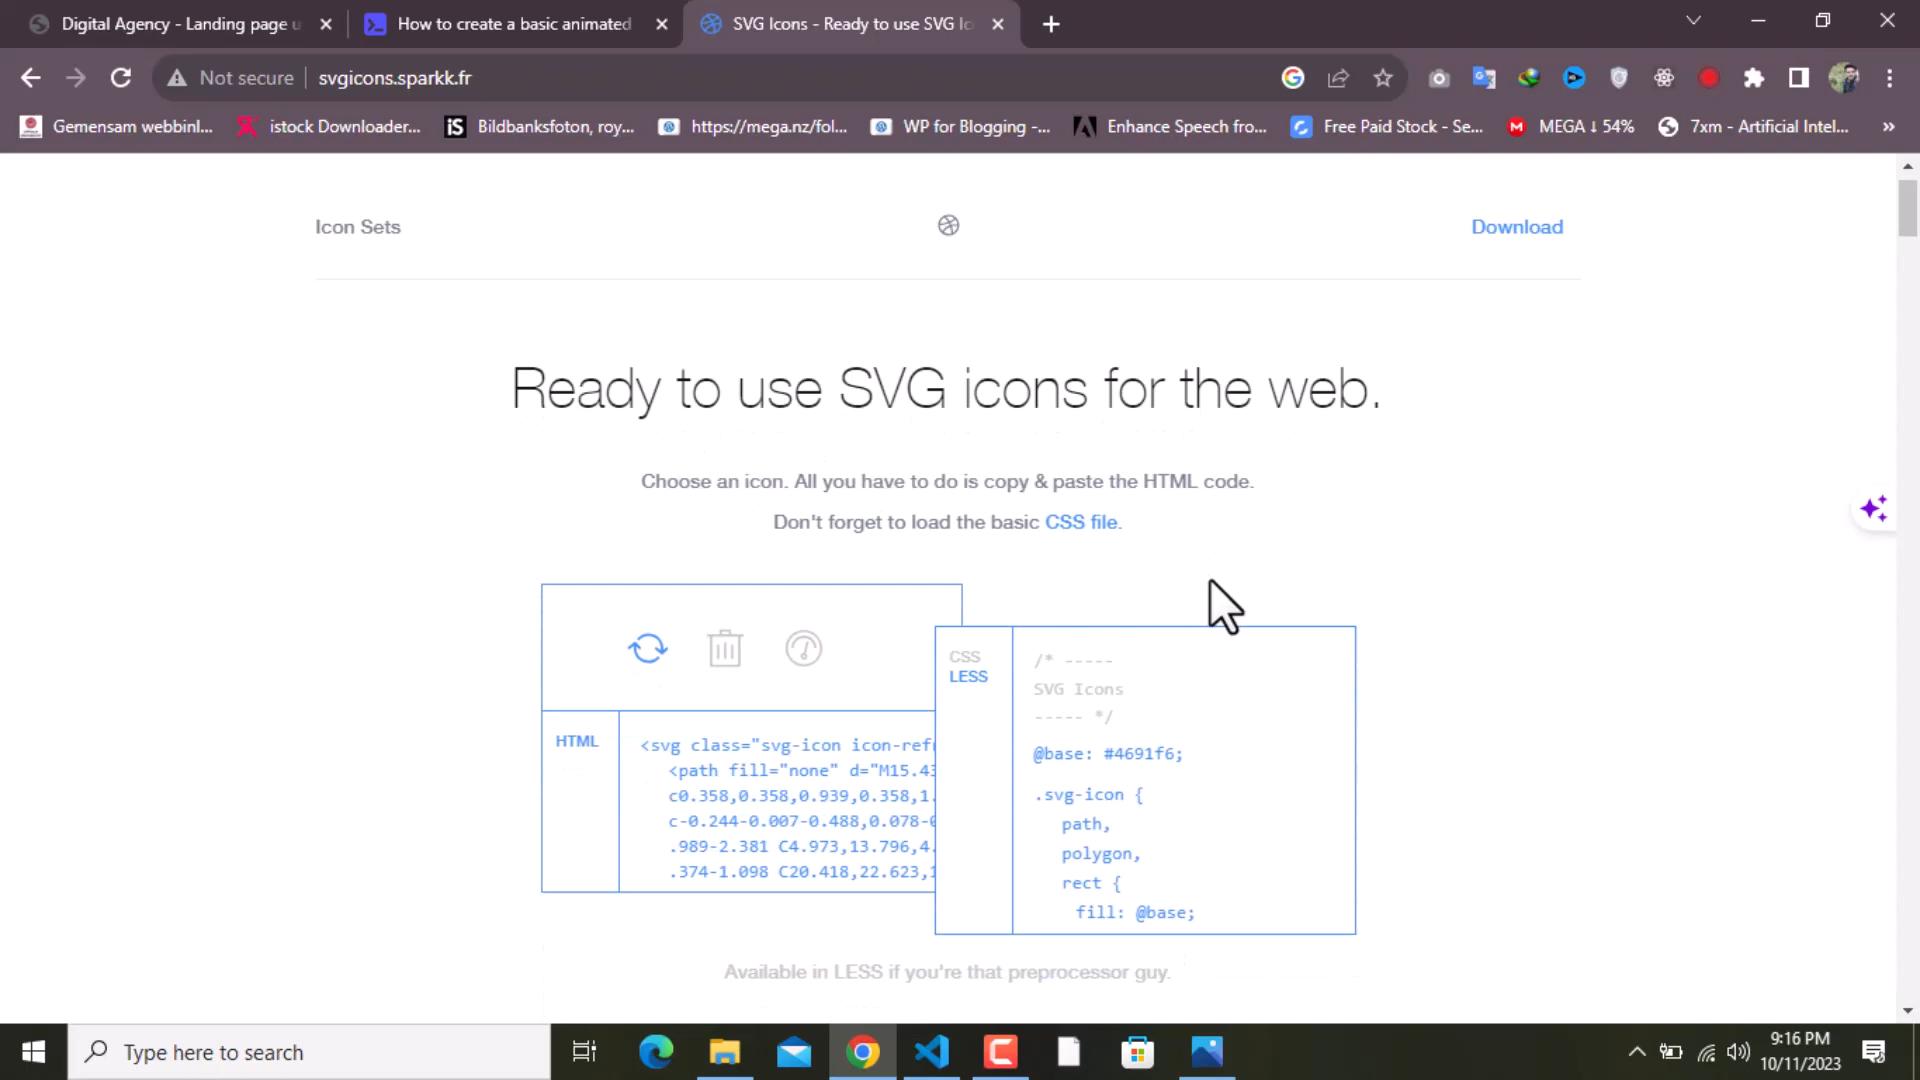 Digital Agency - Landing page u
How to create a basic animated
SVG Icons - Ready to use SVG Ic
Not secure
svgicons.sparkk.fr
Gemensam webbinl...
istock Downloader...
iS
Bildbanksfoton, roy...
https://mega.nz/fol...
WP for Blogging -...
Enhance Speech fro...
Free Paid Stock - Se...
M
MEGA ↓ 54%
7xm - Artificial Intel...
»
Icon Sets
Download
Ready to use SVG icons for the web.
Choose an icon. All you have to do is copy & paste the HTML code.
Don't forget to load the basic CSS file.
HTML
<svg class="svg-icon icon-refr
<path fill="none" d="M15.43
c0.358,0.358,0.939,0.358,1.
c-0.244-0.007-0.488,0.078-0
.989-2.381 C4.973,13.796,4.
.374-1.098 C20.418,22.623,1
CSS
LESS
/* -----
SVG Icons
----- */
@base: #4691f6;
.svg-icon {
path,
polygon,
rect {
fill: @base;
Available in LESS if you're that preprocessor guy.
Type here to search
9:16 PM
10/11/2023